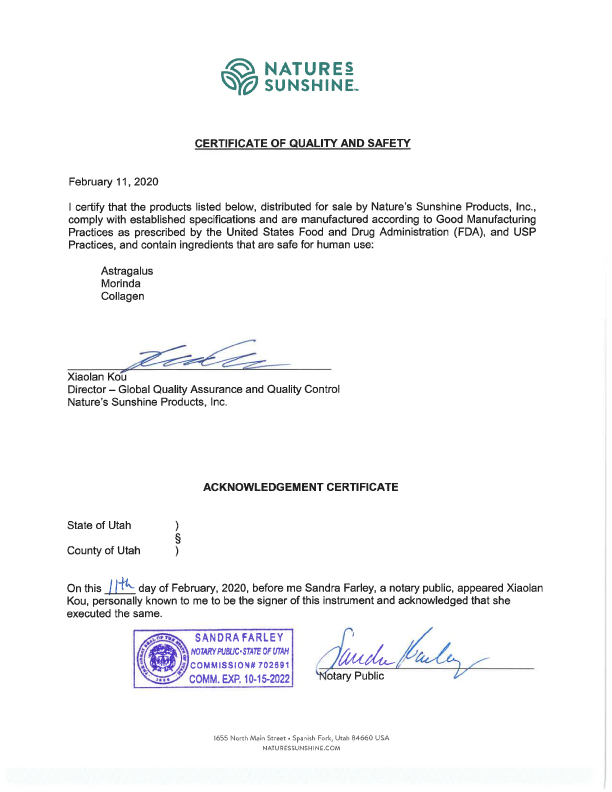 NATURES
SUNSHINE™
CERTIFICATE OF QUALITY AND SAFETY
February 11, 2020
I certify that the products listed below, distributed for sale by Nature's Sunshine Products, Inc.,
comply with established specifications and are manufactured according to Good Manufacturing
Practices as prescribed by the United States Food and Drug Administration (FDA), and USP
Practices, and contain ingredients that are safe for human use:
Astragalus
Morinda
Collagen
Xiaolan Kou
Director – Global Quality Assurance and Quality Control
Nature's Sunshine Products, Inc.
ACKNOWLEDGEMENT CERTIFICATE
State of Utah )
§
County of Utah )
On this 11th day of February, 2020, before me Sandra Farley, a notary public, appeared Xiaolan
Kou, personally known to me to be the signer of this instrument and acknowledged that she
executed the same.
SANDRA FARLEY
NOTARY PUBLIC•STATE OF UTAH
COMMISSION# 702691
COMM. EXP. 10-15-2022
Sandra Farley
Notary Public
1655 North Main Street • Spanish Fork, Utah 84660 USA
NATURESSUNSHINE.COM